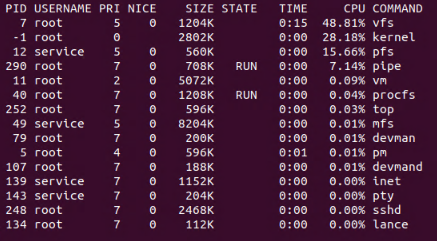 PID USERNAME PRI NICE SIZE STATE TIME CPU COMMAND
7 root 5 0 1204K 0:15 48.81% vfs
-1 root 0 2802K 0:00 28.18% kernel
12 service 5 0 560K 0:00 15.66% pfs
290 root 7 0 708K RUN 0:00 7.14% pipe
11 root 2 0 5072K 0:00 0.09% vm
40 root 7 0 1208K RUN 0:00 0.04% procfs
252 root 7 0 596K 0:00 0.03% top
49 service 5 0 8204K 0:00 0.01% mfs
79 root 7 0 200K 0:00 0.01% devman
5 root 4 0 596K 0:01 0.01% pm
107 root 7 0 188K 0:00 0.01% devmand
139 service 7 0 1152K 0:00 0.00% inet
143 service 7 0 204K 0:00 0.00% pty
248 root 7 0 2468K 0:00 0.00% sshd
134 root 7 0 112K 0:00 0.00% lance